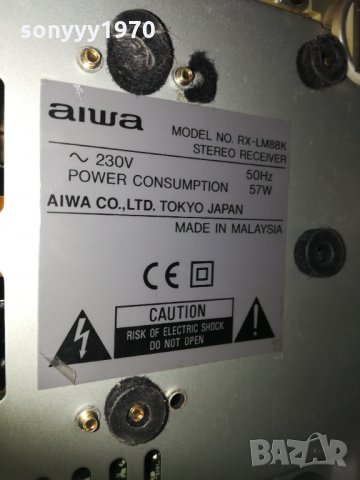 sonyyy1970
aiwa
MODEL NO. RX-LM88K
STEREO RECEIVER
~ 230V 50Hz
POWER CONSUMPTION 57W
AIWA CO.,LTD. TOKYO JAPAN
MADE IN MALAYSIA
CE
CAUTION
RISK OF ELECTRIC SHOCK
DO NOT OPEN
BAZAR